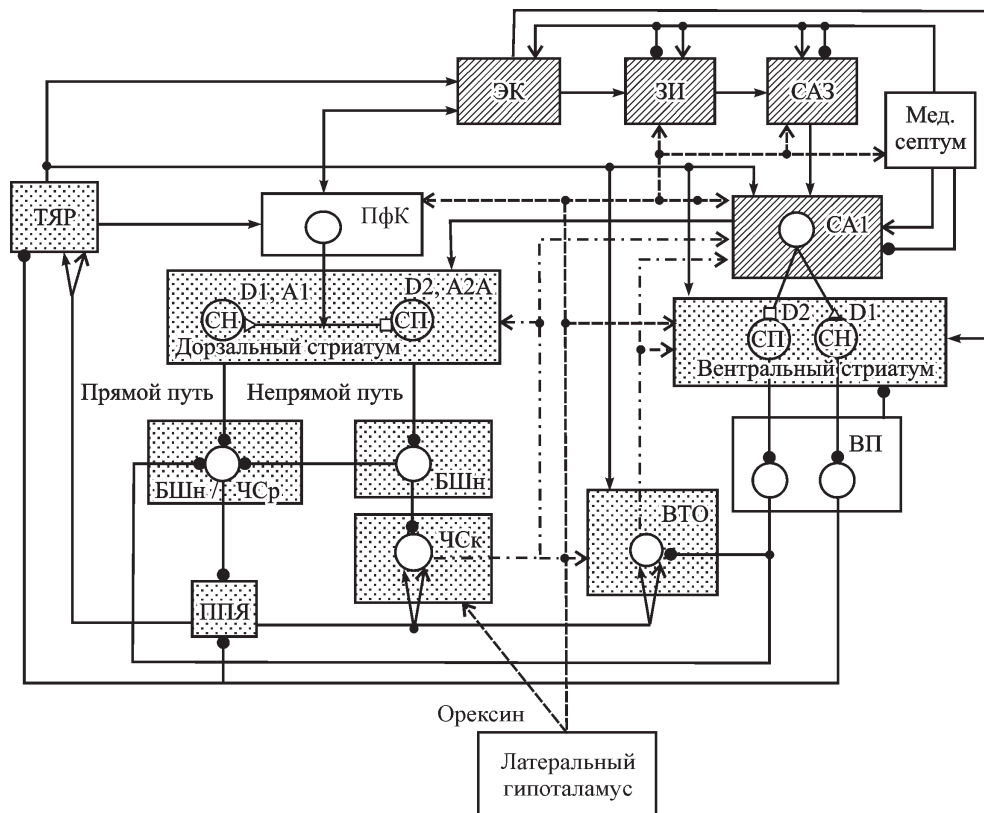 ЭК
ЗИ
САЗ
Мед.
септум
ТЯР
ПфК
СА1
D1, A1
D2, A2A
СН
СП
Дорзальный стриатум
D2
D1
СП
СН
Вентральный стриатум
Прямой путь
Непрямой путь
ВП
БШн / ЧСр
БШн
ВТО
ЧСк
ППЯ
Орексин
Латеральный
гипоталамус